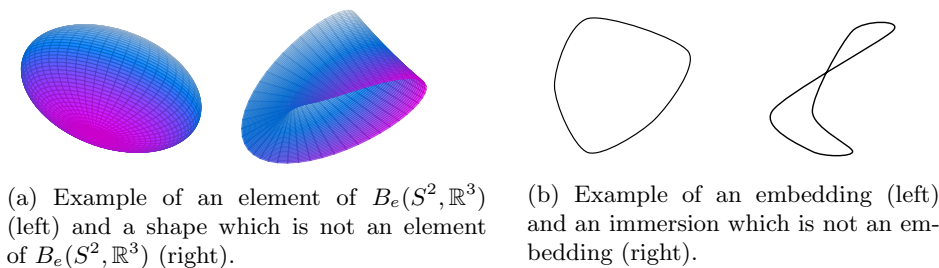 (a) Example of an element of $B_e(S^2, \mathbb{R}^3)$
(left) and a shape which is not an element
of $B_e(S^2, \mathbb{R}^3)$ (right).
(b) Example of an embedding (left)
and an immersion which is not an em-
bedding (right).